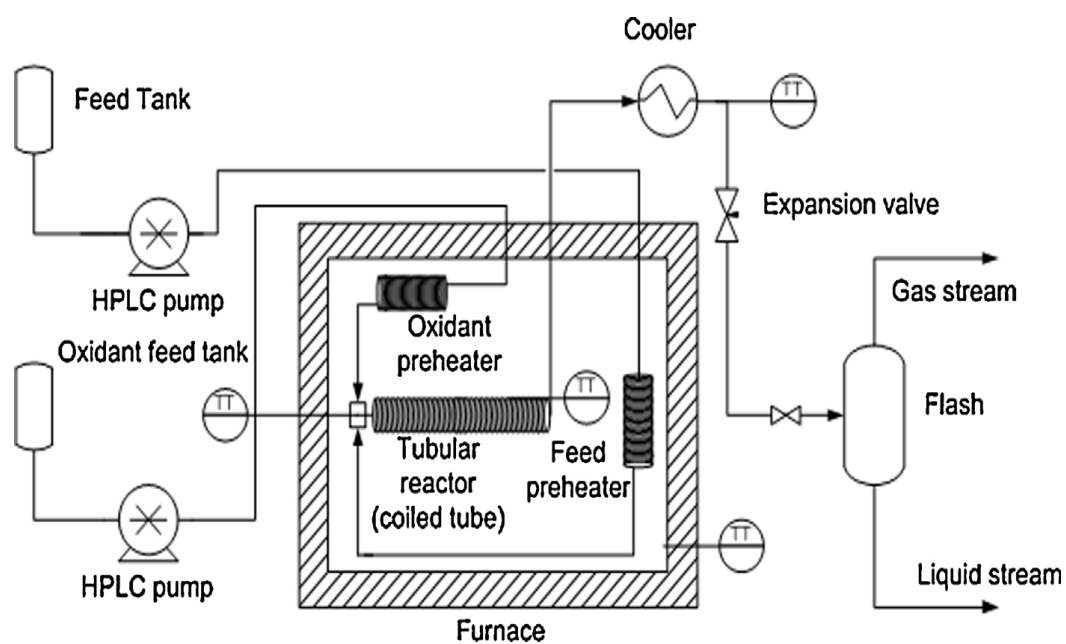 Cooler
Feed Tank
TT
Expansion valve
HPLC pump
Gas stream
Oxidant feed tank
Oxidant
preheater
TT
TT
Flash
Tubular
reactor
(coiled tube)
Feed
preheater
TT
HPLC pump
Liquid stream
Furnace